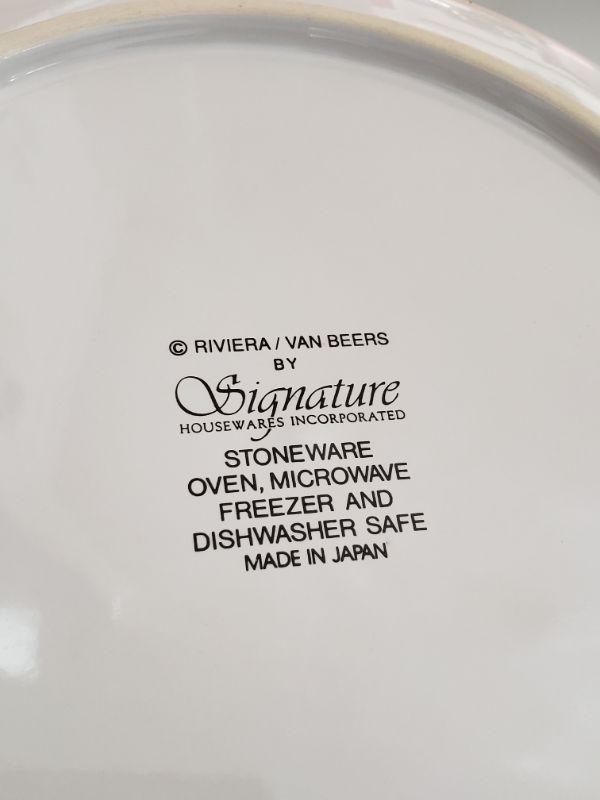 © RIVIERA / VAN BEERS
BY
Signature
HOUSEWARES INCORPORATED
STONEWARE
OVEN, MICROWAVE
FREEZER AND
DISHWASHER SAFE
MADE IN JAPAN